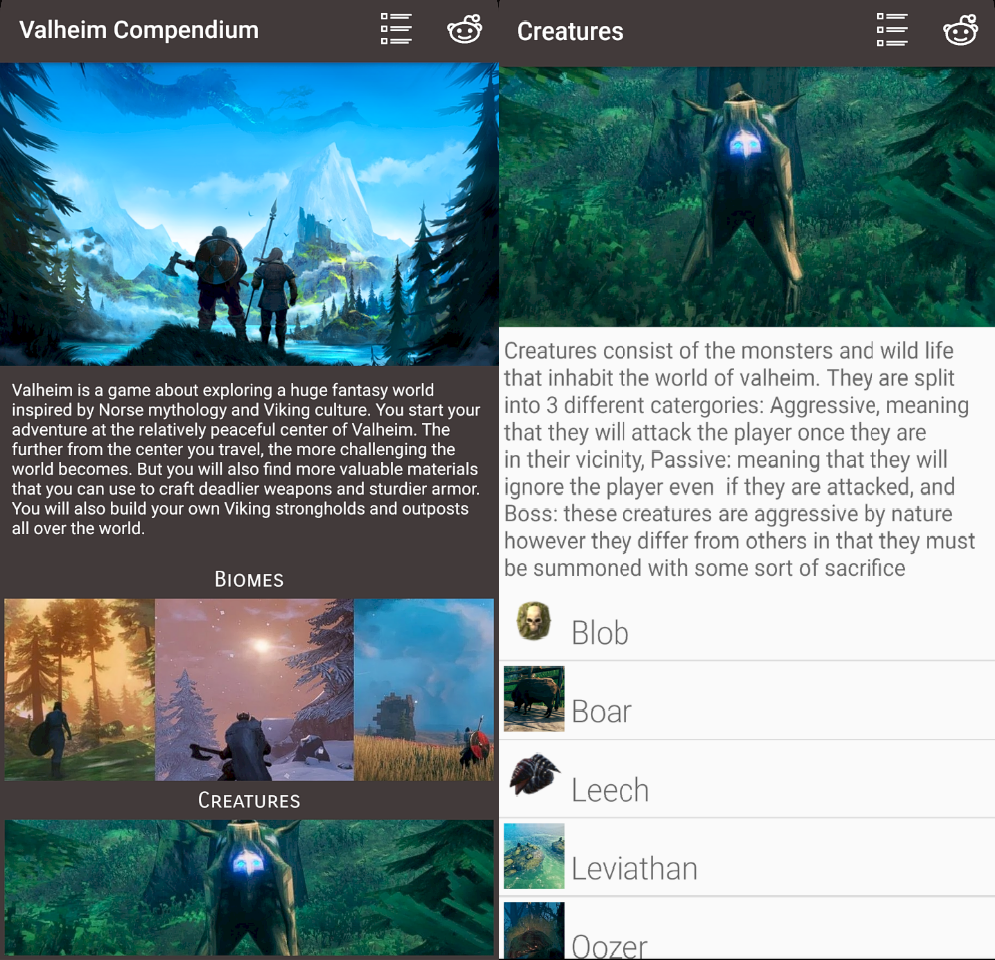 Valheim Compendium
Valheim is a game about exploring a huge fantasy world
inspired by Norse mythology and Viking culture. You start your
adventure at the relatively peaceful center of Valheim. The
further from the center you travel, the more challenging the
world becomes. But you will also find more valuable materials
that you can use to craft deadlier weapons and sturdier armor.
You will also build your own Viking strongholds and outposts
all over the world.
Biomes
Creatures
Creatures
Creatures consist of the monsters and wild life
that inhabit the world of valheim. They are split
into 3 different catergories: Aggressive, meaning
that they will attack the player once they are
in their vicinity, Passive: meaning that they will
ignore the player even  if they are attacked, and
Boss: these creatures are aggressive by nature
however they differ from others in that they must
be summoned with some sort of sacrifice
Blob
Boar
Leech
Leviathan
Oozer